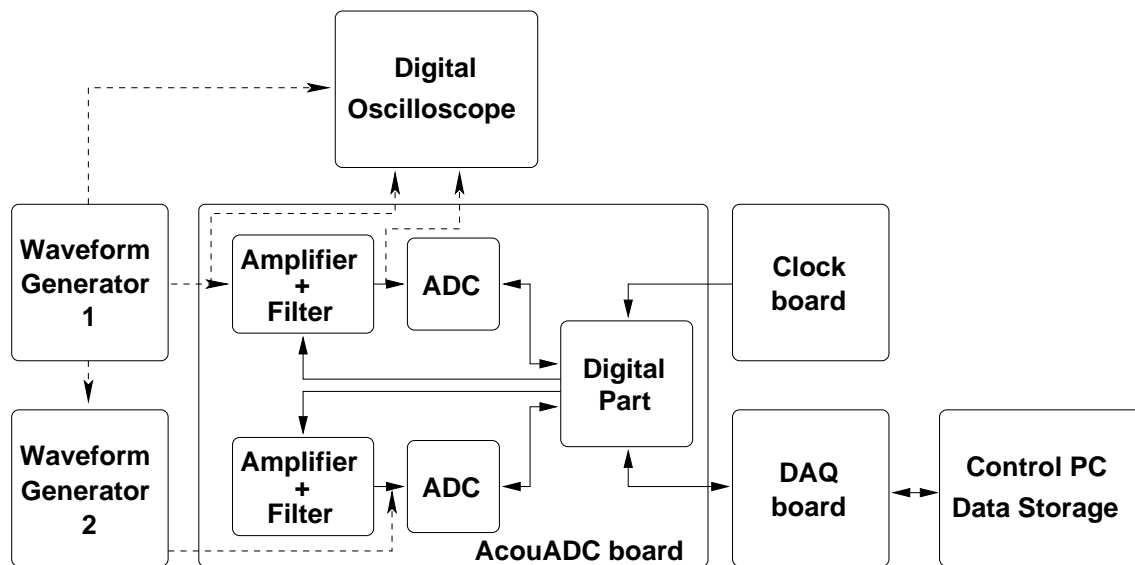 Digital
Oscilloscope
Waveform
Generator
1
Amplifier
+
Filter
ADC
Clock
board
Digital
Part
Waveform
Generator
2
Amplifier
+
Filter
ADC
DAQ
board
Control PC
Data Storage
AcouADC board